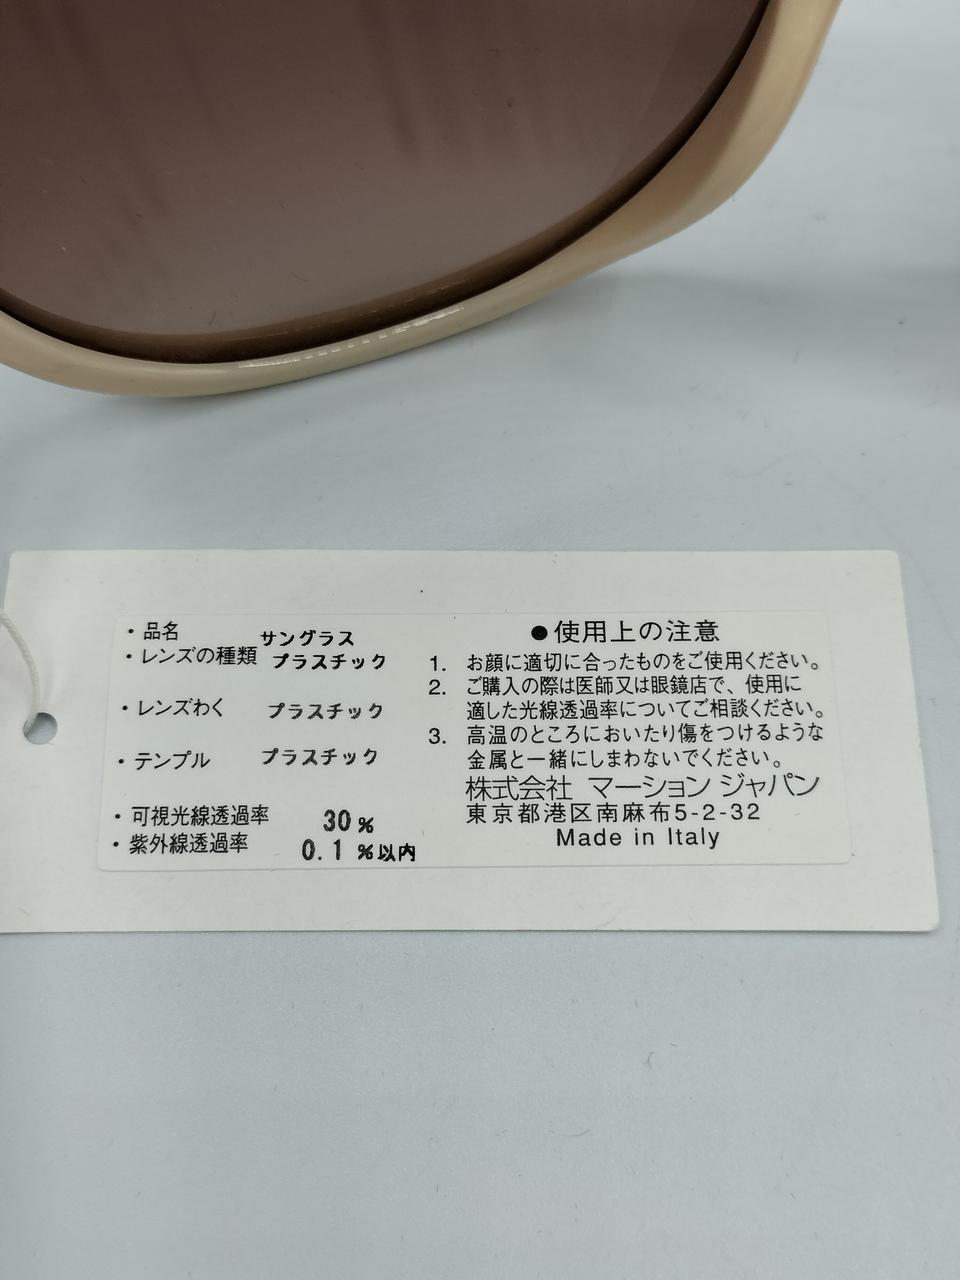 ・品名 サングラス
・レンズの種類 プラスチック
・レンズわく プラスチック
・テンプル プラスチック
・可視光線透過率 30%
・紫外線透過率 0.1%以内
●使用上の注意
1. お顔に適切に合ったものをご使用ください。
2. ご購入の際は医師又は眼鏡店で、使用に
適した光線透過率についてご相談ください。
3. 高温のところにおいたり傷をつけるような
金属と一緒にしまわないでください。
株式会社 マーション ジャパン
東京都港区南麻布5-2-32
Made in Italy